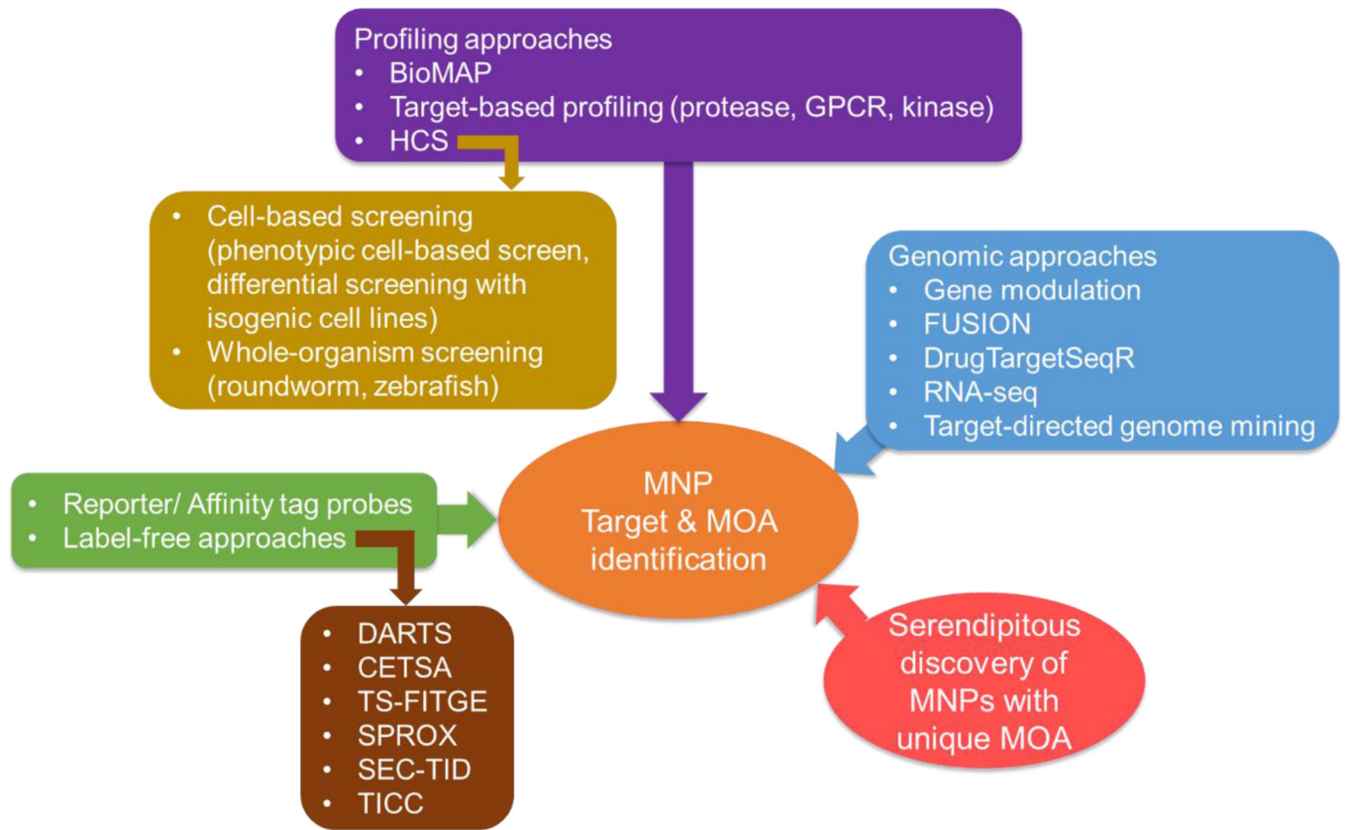 Profiling approaches
• BioMAP
• Target-based profiling (protease, GPCR, kinase)
• HCS
• Cell-based screening
(phenotypic cell-based screen,
differential screening with
isogenic cell lines)
• Whole-organism screening
(roundworm, zebrafish)
Genomic approaches
• Gene modulation
• FUSION
• DrugTargetSeqR
• RNA-seq
• Target-directed genome mining
MNP
Target & MOA
identification
• Reporter/ Affinity tag probes
• Label-free approaches
• DARTS
• CETSA
• TS-FITGE
• SPROX
• SEC-TID
• TICC
Serendipitous
discovery of
MNPs with
unique MOA